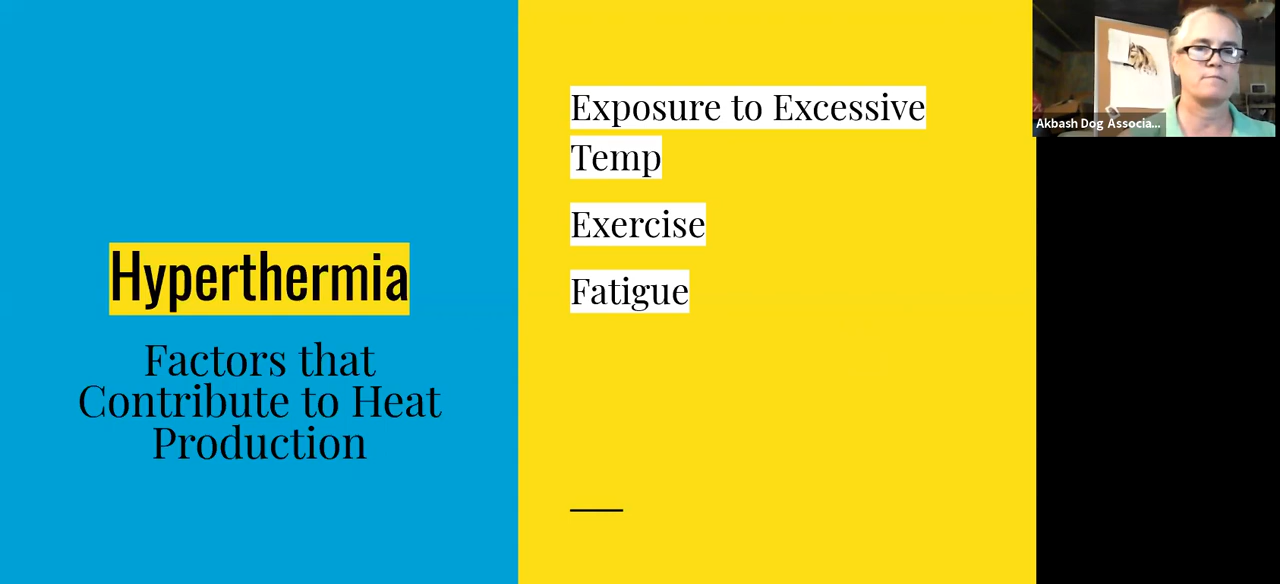 Hyperthermia
Factors that
Contribute to Heat
Production
Exposure to Excessive
Temp
Exercise
Fatigue
Akbash Dog Associa...